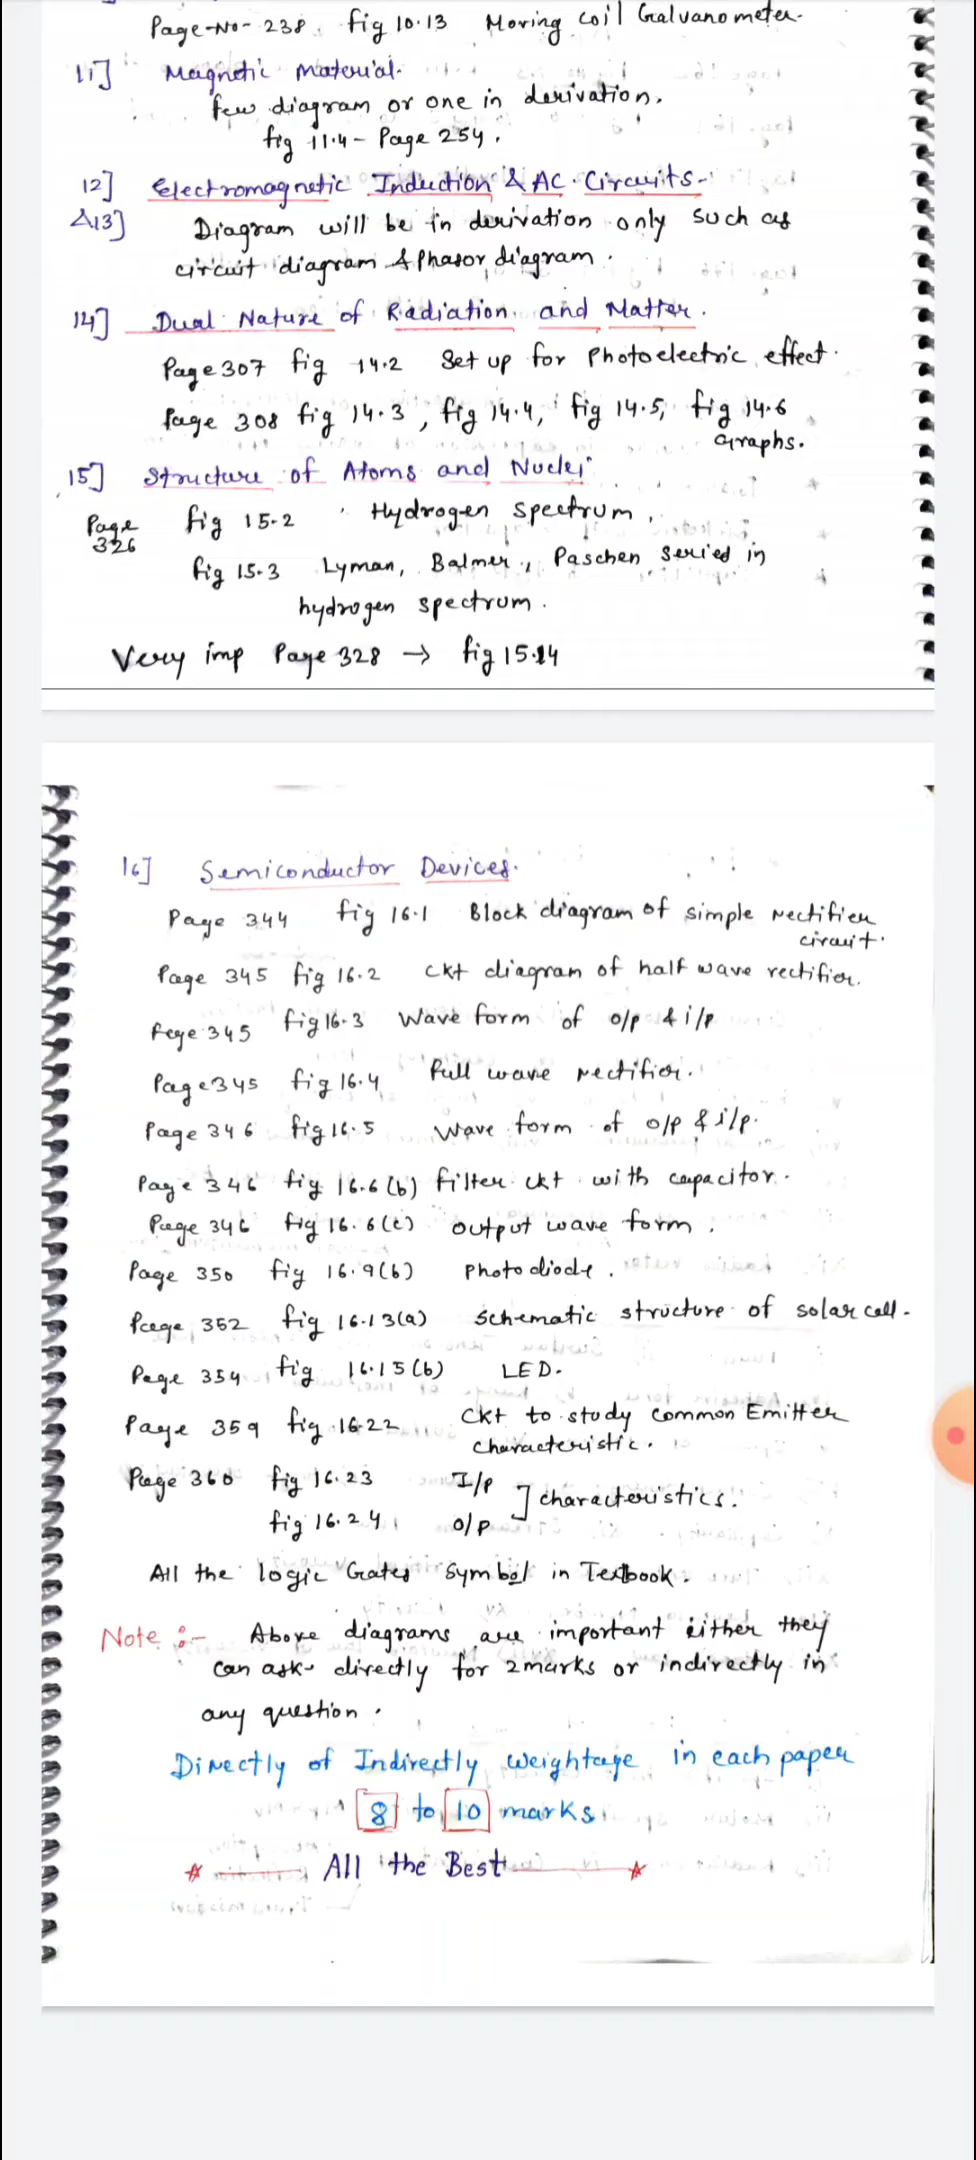 Page-No- 238. fig 10.13 Moving coil Galvanometer.
11] Magnetic material.
few diagram or one in derivation.
fig 11.4 - Page 254.
12] Electromagnetic Induction & AC Circuits-
&13] Diagram will be in derivation only such as
circuit diagram & phasor diagram.
14] Dual Nature of Radiation and Matter.
Page 307 fig 14.2 Set up for Photoelectric effect.
Page 308 fig 14.3, fig 14.4, fig 14.5, fig 14.6
Graphs.
15] Structure of Atoms and Nuclei
Page 326 fig 15.2 Hydrogen spectrum,
fig 15.3 Lyman, Balmer, Paschen series in
hydrogen spectrum.
Very imp Page 328 → fig 15.14
16] Semiconductor Devices.
Page 344 fig 16.1 Block diagram of simple rectifier
circuit.
Page 345 fig 16.2 ckt diagram of half wave rectifier.
Page 345 fig 16.3 Wave form of o/p & i/p
Page 345 fig 16.4 full wave rectifier.
Page 346 fig 16.5 wave form of o/p & i/p.
Page 346 fig 16.6(b) filter ckt with capacitor.
Page 346 fig 16.6(c) output wave form.
Page 350 fig 16.9(b) Photodiode.
Page 352 fig 16.13(a) schematic structure of solar cell.
Page 354 fig 16.15(b) LED.
Page 359 fig 16.22 Ckt to study common Emitter
characteristic.
Page 360 fig 16.23 I/p ] characteristics.
fig 16.24 o/p
All the logic Gates symbol in Textbook.
Note :- Above diagrams are important either they
can ask directly for 2marks or indirectly in
any question.
Directly of Indirectly weightage in each paper
8 to 10 marks
* All the Best *